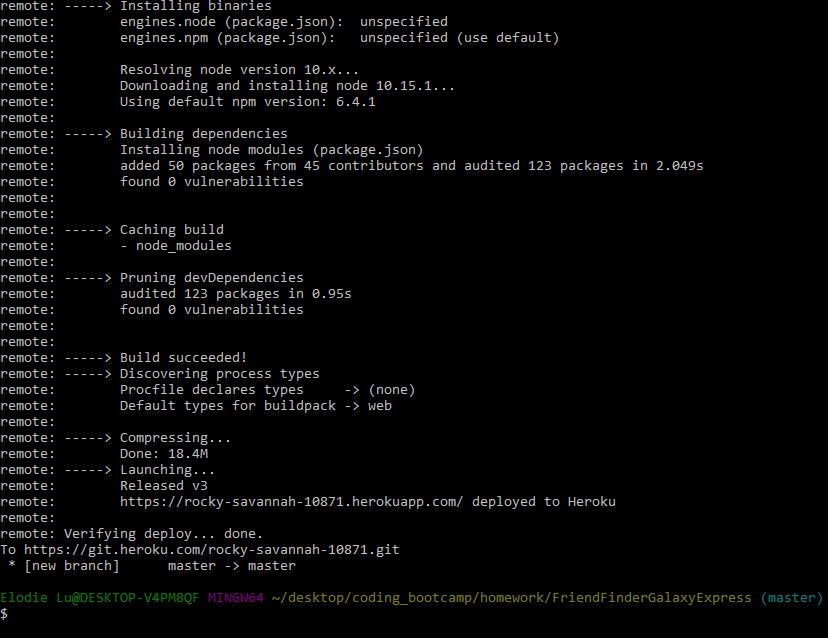 remote: -----> Installing binaries
remote:        engines.node (package.json):  unspecified
remote:        engines.npm (package.json):   unspecified (use default)
remote:
remote:        Resolving node version 10.x...
remote:        Downloading and installing node 10.15.1...
remote:        Using default npm version: 6.4.1
remote:
remote: -----> Building dependencies
remote:        Installing node modules (package.json)
remote:        added 50 packages from 45 contributors and audited 123 packages in 2.049s
remote:        found 0 vulnerabilities
remote:
remote:
remote: -----> Caching build
remote:        - node_modules
remote:
remote: -----> Pruning devDependencies
remote:        audited 123 packages in 0.95s
remote:        found 0 vulnerabilities
remote:
remote:
remote: -----> Build succeeded!
remote: -----> Discovering process types
remote:        Procfile declares types     -> (none)
remote:        Default types for buildpack -> web
remote:
remote: -----> Compressing...
remote:        Done: 18.4M
remote: -----> Launching...
remote:        Released v3
remote:        https://rocky-savannah-10871.herokuapp.com/ deployed to Heroku
remote:
remote: Verifying deploy... done.
To https://git.heroku.com/rocky-savannah-10871.git
 * [new branch]      master -> master

Elodie Lu@DESKTOP-V4PM8QF MINGW64 ~/desktop/coding_bootcamp/homework/FriendFinderGalaxyExpress (master)
$